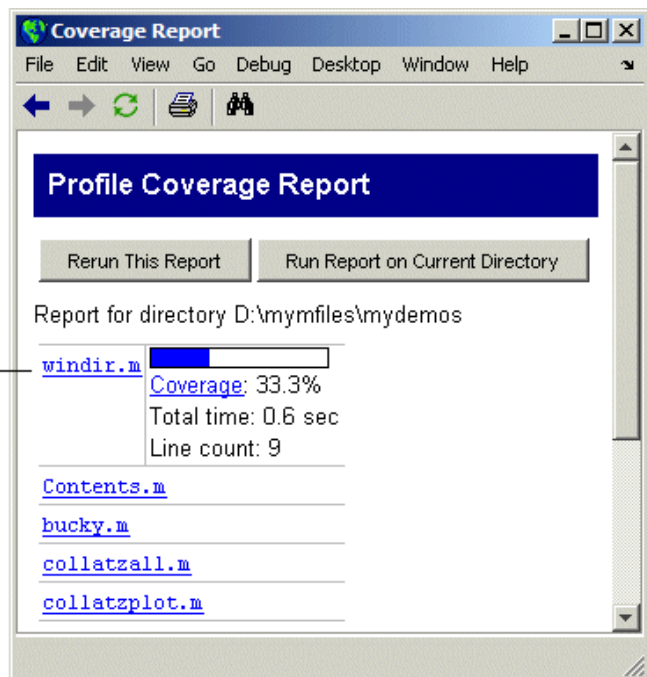 Coverage Report
File Edit View Go Debug Desktop Window Help
Profile Coverage Report
Rerun This Report Run Report on Current Directory
Report for directory D:\mymfiles\mydemos
windir.m
Coverage: 33.3%
Total time: 0.6 sec
Line count: 9
Contents.m
bucky.m
collatzall.m
collatzplot.m